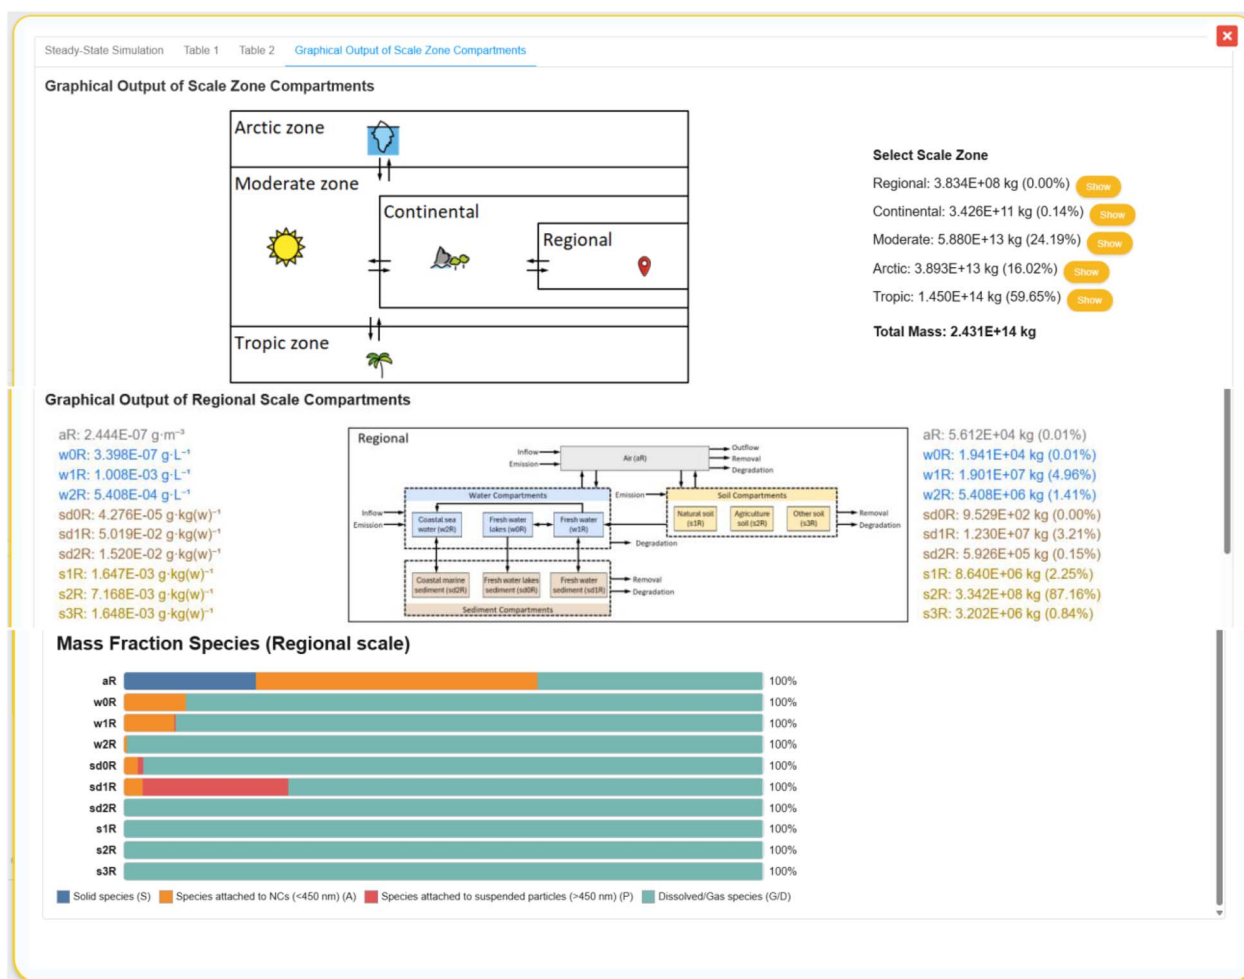 Steady-State Simulation Table 1 Table 2 Graphical Output of Scale Zone Compartments
Graphical Output of Scale Zone Compartments
Arctic zone
Moderate zone
Continental
Regional
Tropic zone
Select Scale Zone
Regional: 3.834E+08 kg (0.00%) Show
Continental: 3.426E+11 kg (0.14%) Show
Moderate: 5.880E+13 kg (24.19%) Show
Arctic: 3.893E+13 kg (16.02%) Show
Tropic: 1.450E+14 kg (59.65%) Show
Total Mass: 2.431E+14 kg
Graphical Output of Regional Scale Compartments
aR: 2.444E-07 g·m⁻³
w0R: 3.398E-07 g·L⁻¹
w1R: 1.008E-03 g·L⁻¹
w2R: 5.408E-04 g·L⁻¹
sd0R: 4.276E-05 g·kg(w)⁻¹
sd1R: 5.019E-02 g·kg(w)⁻¹
sd2R: 1.520E-02 g·kg(w)⁻¹
s1R: 1.647E-03 g·kg(w)⁻¹
s2R: 7.168E-03 g·kg(w)⁻¹
s3R: 1.648E-03 g·kg(w)⁻¹
Regional
Inflow
Emission
Air (aR)
Outflow
Removal
Degradation
Water Compartments
Emission
Soil Compartments
Inflow
Emission
Coastal sea
water (w2R)
Fresh water
lakes (w0R)
Fresh water
(w1R)
Natural soil
(s1R)
Agriculture
soil (s2R)
Other soil
(s3R)
Removal
Degradation
Degradation
Coastal marine
sediment (sd2R)
Fresh water lakes
sediment (sd0R)
Fresh water
sediment (sd1R)
Removal
Degradation
Sediment Compartments
aR: 5.612E+04 kg (0.01%)
w0R: 1.941E+04 kg (0.01%)
w1R: 1.901E+07 kg (4.96%)
w2R: 5.408E+06 kg (1.41%)
sd0R: 9.529E+02 kg (0.00%)
sd1R: 1.230E+07 kg (3.21%)
sd2R: 5.926E+05 kg (0.15%)
s1R: 8.640E+06 kg (2.25%)
s2R: 3.342E+08 kg (87.16%)
s3R: 3.202E+06 kg (0.84%)
Mass Fraction Species (Regional scale)
aR 100%
w0R 100%
w1R 100%
w2R 100%
sd0R 100%
sd1R 100%
sd2R 100%
s1R 100%
s2R 100%
s3R 100%
Solid species (S) Species attached to NCs (<450 nm) (A) Species attached to suspended particles (>450 nm) (P) Dissolved/Gas species (G/D)